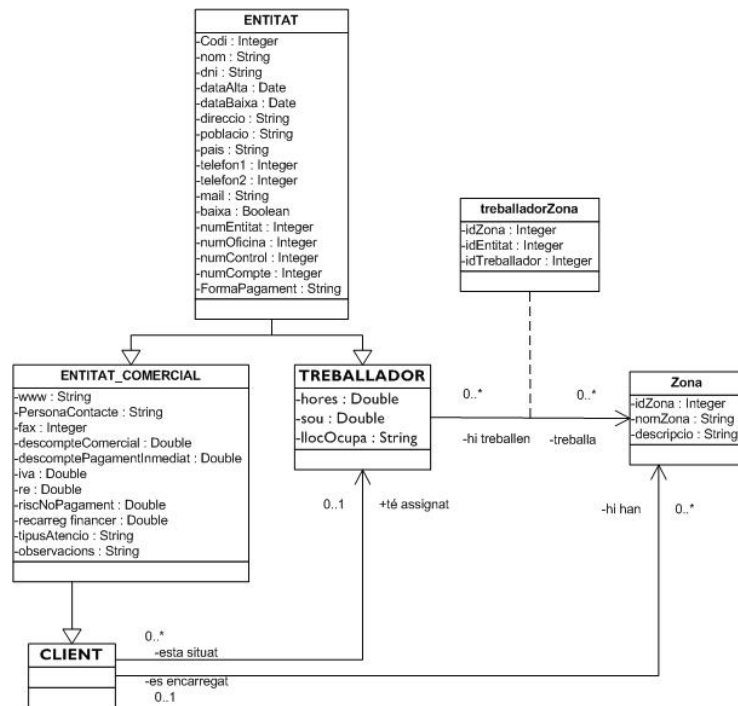 ENTITAT
-Codi : Integer
-nom : String
-dni : String
-dataAlta : Date
-dataBaixa : Date
-direccio : String
-poblacio : String
-pais : String
-telefon1 : Integer
-telefon2 : Integer
-mail : String
-baixa : Boolean
-numEntitat : Integer
-numOficina : Integer
-numControl : Integer
-numCompte : Integer
-FormaPagament : String
treballadorZona
-idZona : Integer
-idEntitat : Integer
-idTreballador : Integer
ENTITAT_COMERCIAL
-www : String
-PersonaContacte : String
-fax : Integer
-descompteComercial : Double
-descomptePagamentInmediat : Double
-iva : Double
-re : Double
-riscNoPagament : Double
-recarreg financer : Double
-tipusAtencio : String
-observacions : String
TREBALLADOR
-hores : Double
-sou : Double
-llocOcupa : String
0..*
0..*
-hi treballen
-treballa
Zona
-idZona : Integer
-nomZona : String
-descripcio : String
0..1
+té assignat
-hi han
0..*
CLIENT
0..*
-esta situat
-es encarregat
0..1